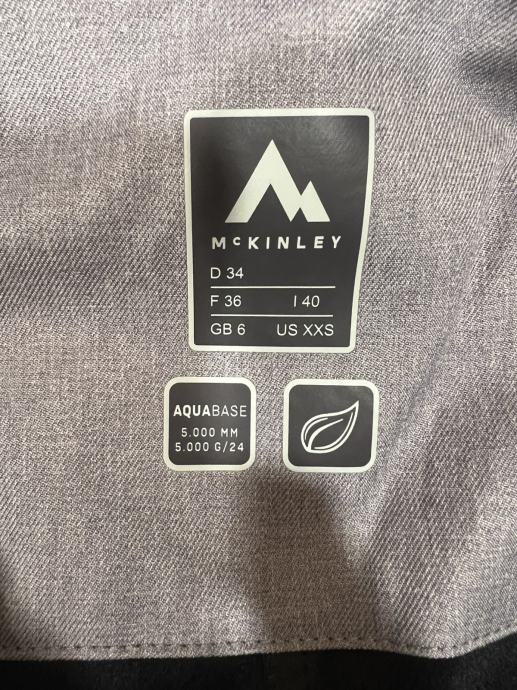 McKINLEY
D 34
F 36 I 40
GB 6 US XXS
AQUABASE
5.000 MM
5.000 G/24